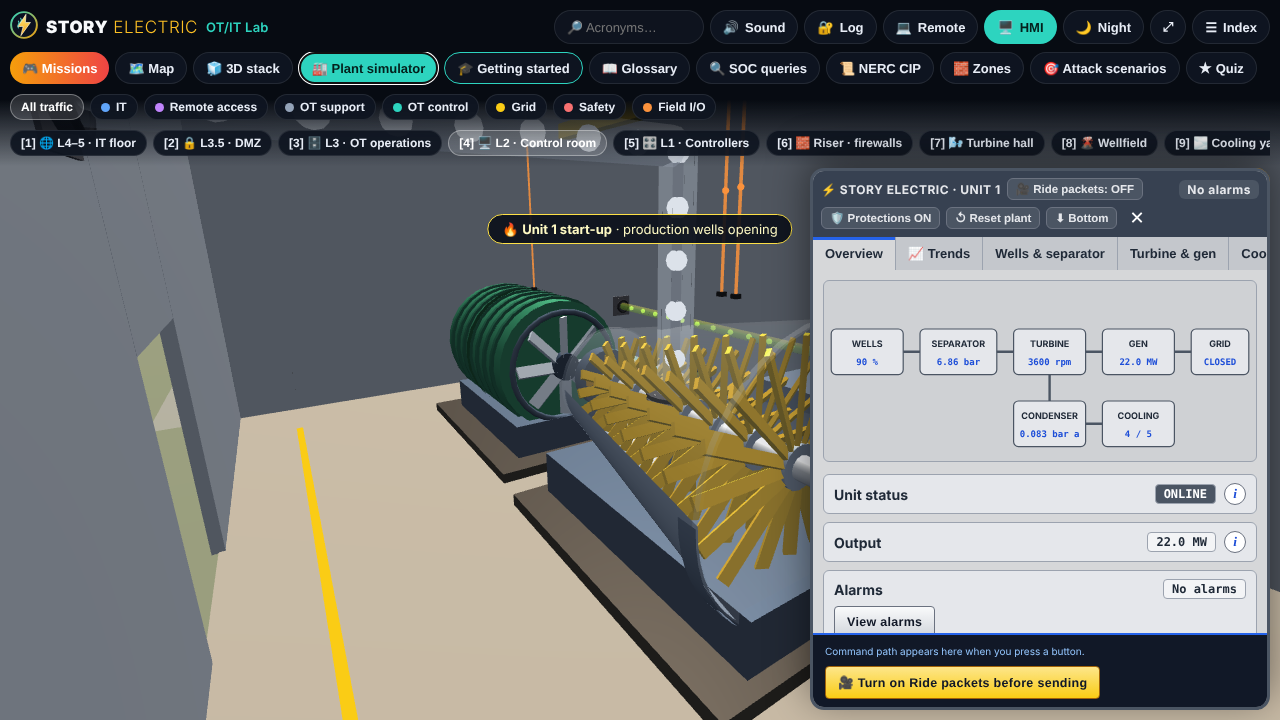 STORY ELECTRIC OT/IT Lab
Acronyms…
Sound
Log
Remote
HMI
Night
Index
Missions
Map
3D stack
Plant simulator
Getting started
Glossary
SOC queries
NERC CIP
Zones
Attack scenarios
Quiz
All traffic
IT
Remote access
OT support
OT control
Grid
Safety
Field I/O
[1] L4–5 · IT floor
[2] L3.5 · DMZ
[3] L3 · OT operations
[4] L2 · Control room
[5] L1 · Controllers
[6] Riser · firewalls
[7] Turbine hall
[8] Wellfield
[9] Cooling ya
Unit 1 start-up · production wells opening
STORY ELECTRIC · UNIT 1
Ride packets: OFF
No alarms
Protections ON
Reset plant
Bottom
Overview
Trends
Wells & separator
Turbine & gen
Coo
WELLS
90 %
SEPARATOR
6.86 bar
TURBINE
3600 rpm
GEN
22.0 MW
GRID
CLOSED
CONDENSER
0.083 bar a
COOLING
4 / 5
Unit status
ONLINE
i
Output
22.0 MW
i
Alarms
No alarms
View alarms
Command path appears here when you press a button.
Turn on Ride packets before sending